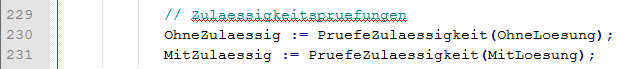 229 // Zulaessigkeitspruefungen
230 OhneZulaessig := PruefeZulaessigkeit(OhneLoesung);
231 MitZulaessig := PruefeZulaessigkeit(MitLoesung);